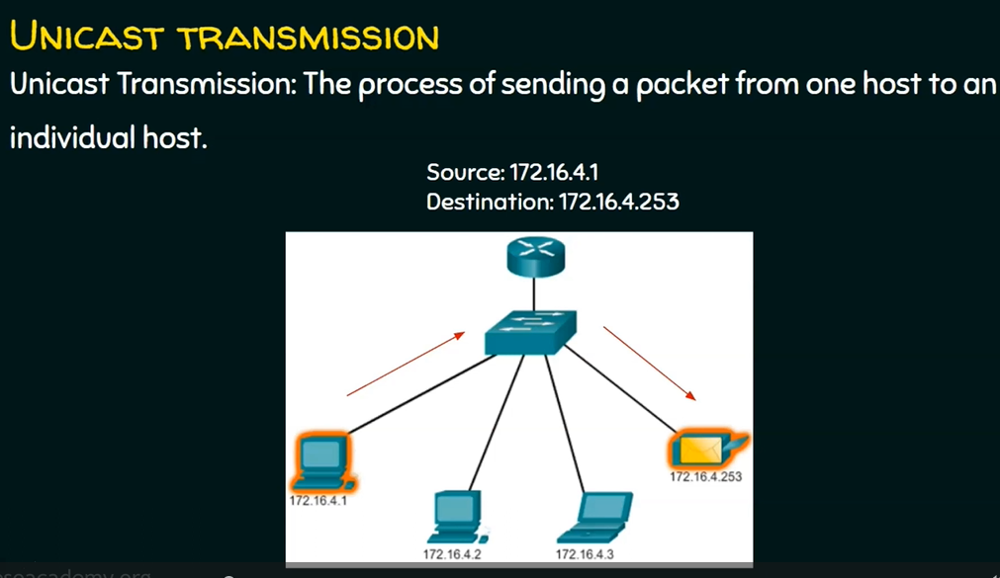 UNICAST TRANSMISSION
Unicast Transmission: The process of sending a packet from one host to an
individual host.
Source: 172.16.4.1
Destination: 172.16.4.253
172.16.4.253
172.16.4.1
172.16.4.2 172.16.4.3